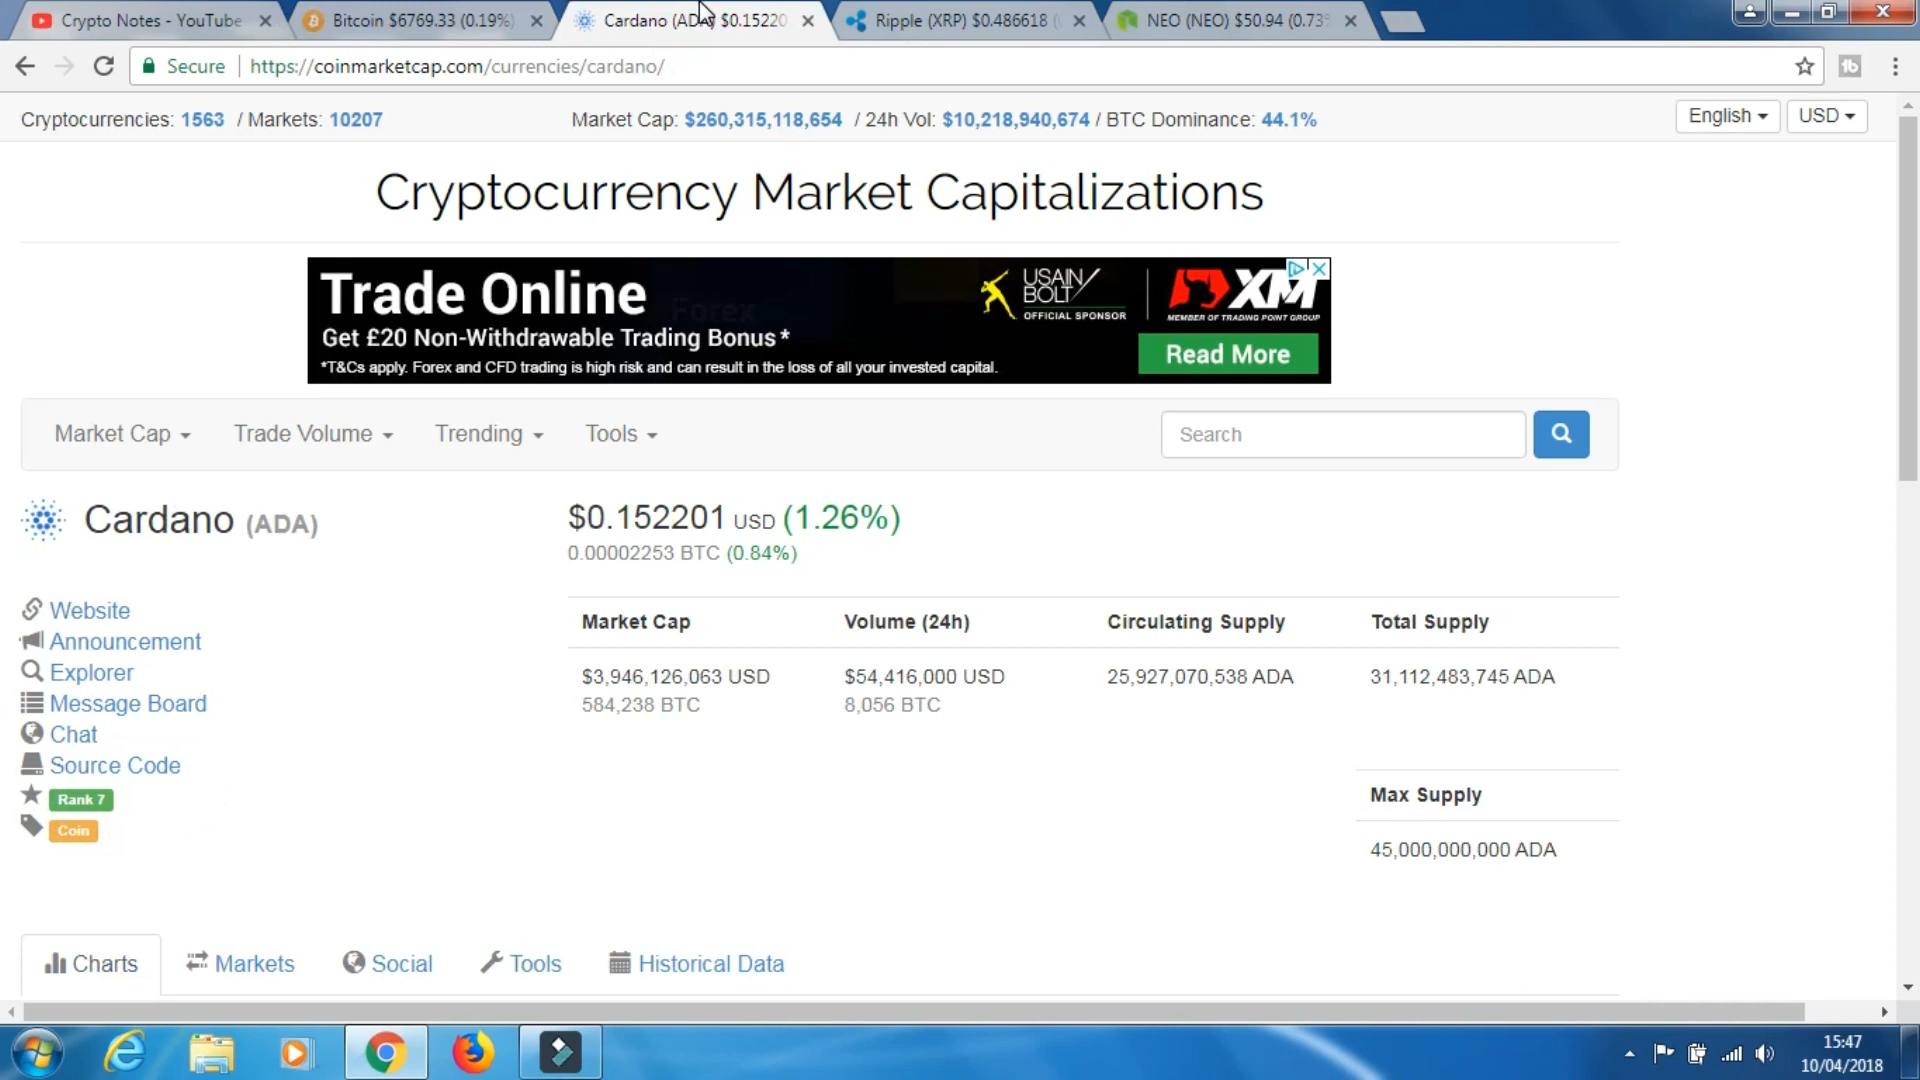 Crypto Notes - YouTube
Bitcoin $6769.33 (0.19%)
Cardano (ADA) $0.15220
Ripple (XRP) $0.486618 (
NEO (NEO) $50.94 (0.73%
Secure
https://coinmarketcap.com/currencies/cardano/
Cryptocurrencies: 1563 / Markets: 10207
Market Cap: $260,315,118,654 / 24h Vol: $10,218,940,674 / BTC Dominance: 44.1%
English
USD
Cryptocurrency Market Capitalizations
Trade Online
Forex
Get £20 Non-Withdrawable Trading Bonus*
*T&Cs apply. Forex and CFD trading is high risk and can result in the loss of all your invested capital.
USAIN
BOLT
OFFICIAL SPONSOR
XM
MEMBER OF TRADING POINT GROUP
Read More
Market Cap
Trade Volume
Trending
Tools
Search
Cardano (ADA)
$0.152201 USD (1.26%)
0.00002253 BTC (0.84%)
Website
Announcement
Explorer
Message Board
Chat
Source Code
Rank 7
Coin
Market Cap
Volume (24h)
Circulating Supply
Total Supply
$3,946,126,063 USD
584,238 BTC
$54,416,000 USD
8,056 BTC
25,927,070,538 ADA
31,112,483,745 ADA
Max Supply
45,000,000,000 ADA
Charts
Markets
Social
Tools
Historical Data
15:47
10/04/2018